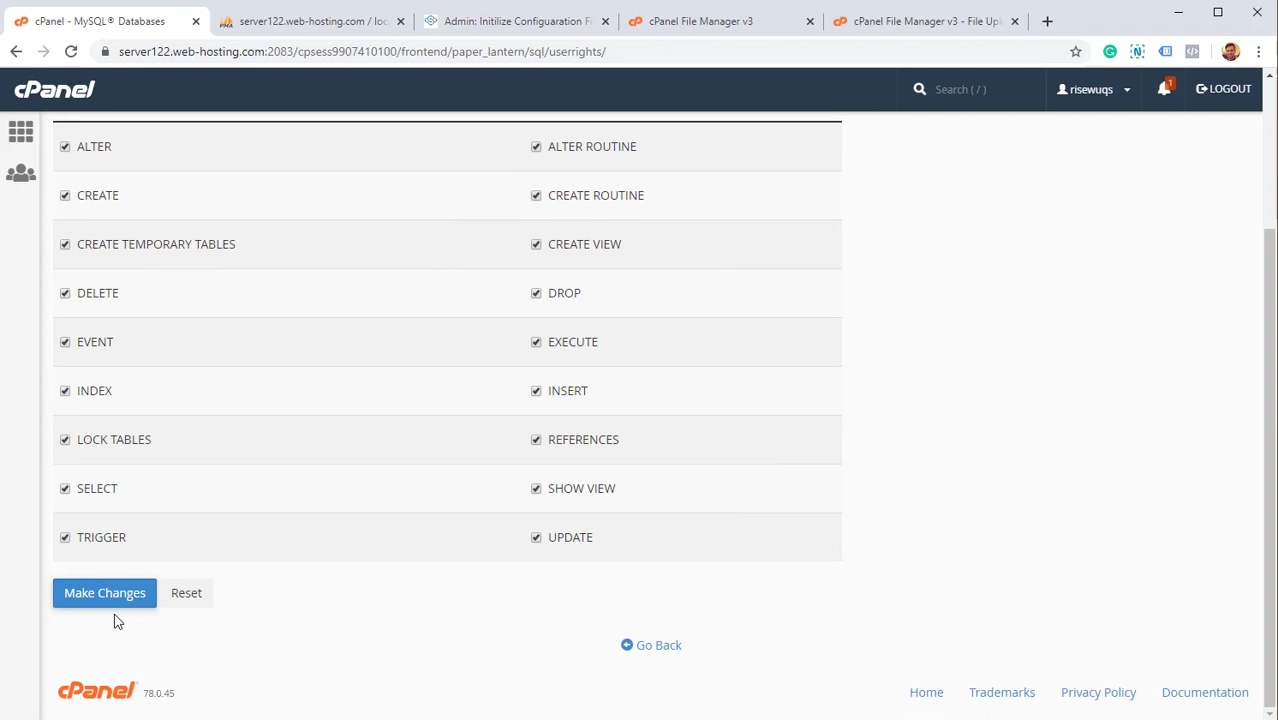 cPanel - MySQL® Databases
server122.web-hosting.com / loc
Admin: Initilize Configuaration F
cPanel File Manager v3
cPanel File Manager v3 - File Upl
server122.web-hosting.com:2083/cpsess9907410100/frontend/paper_lantern/sql/userrights/
cPanel
Search ( / )
risewuqs
1
LOGOUT
ALTER
ALTER ROUTINE
CREATE
CREATE ROUTINE
CREATE TEMPORARY TABLES
CREATE VIEW
DELETE
DROP
EVENT
EXECUTE
INDEX
INSERT
LOCK TABLES
REFERENCES
SELECT
SHOW VIEW
TRIGGER
UPDATE
Make Changes
Reset
Go Back
cPanel 78.0.45
Home
Trademarks
Privacy Policy
Documentation